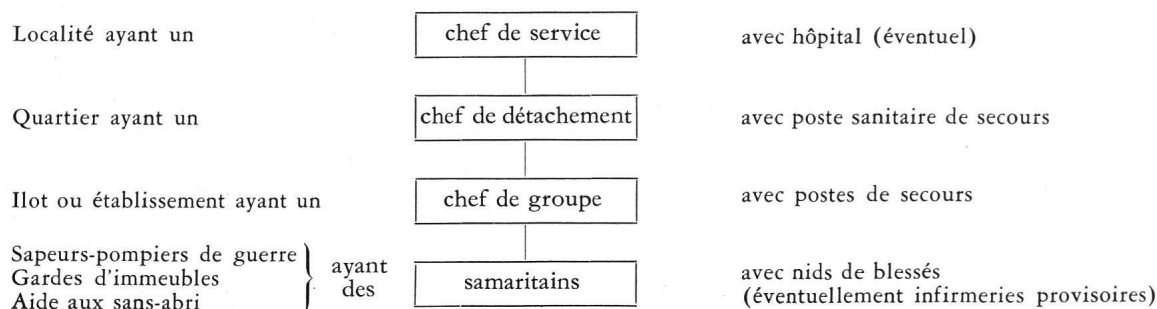 Localité ayant un chef de service avec hôpital (éventuel)
Quartier ayant un chef de détachement avec poste sanitaire de secours
Ilot ou établissement ayant un chef de groupe avec postes de secours
Sapeurs-pompiers de guerre
Gardes d'immeubles
Aide aux sans-abri
ayant
des
samaritains
avec nids de blessés
(éventuellement infirmeries provisoires)